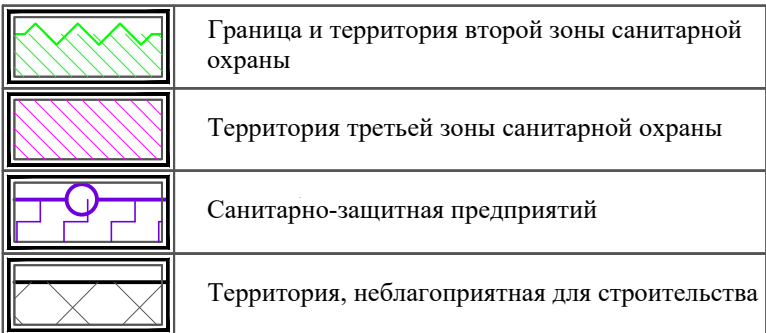 Граница и территория второй зоны санитарной
охраны
Территория третьей зоны санитарной охраны
Санитарно-защитная предприятий
Территория, неблагоприятная для строительства